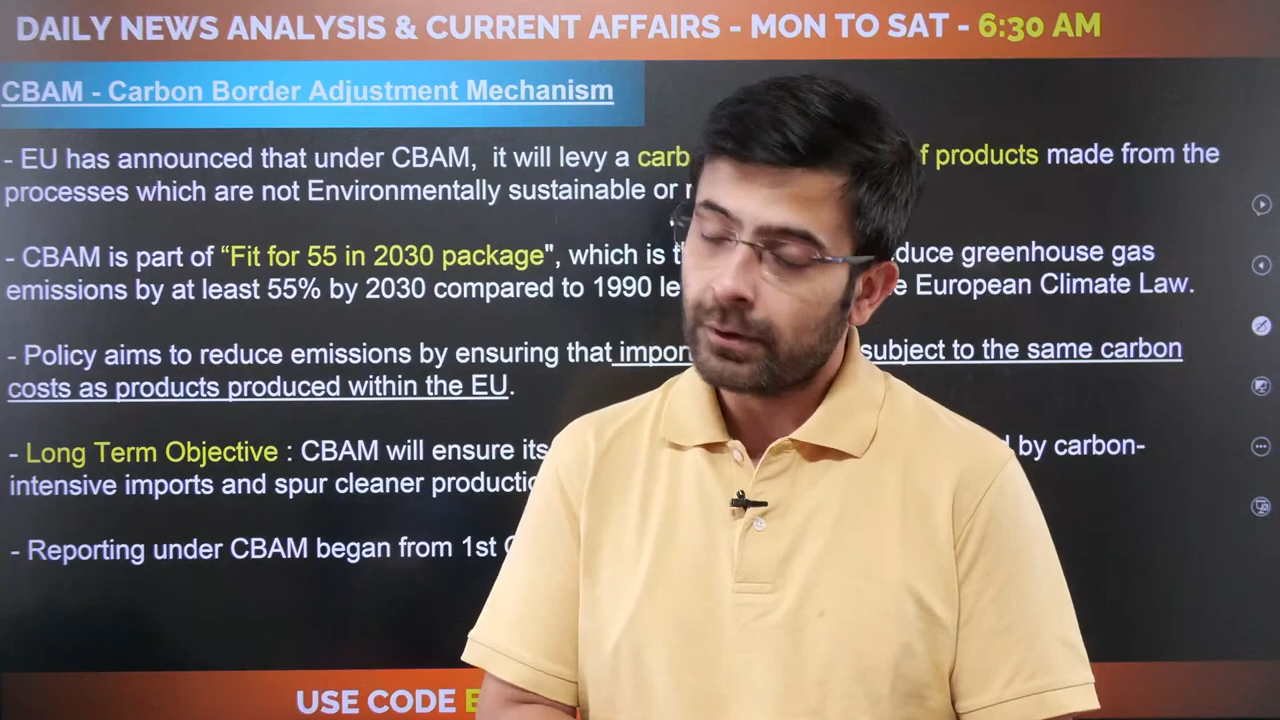 DAILY NEWS ANALYSIS & CURRENT AFFAIRS - MON TO SAT - 6:30 AM
CBAM - Carbon Border Adjustment Mechanism
- EU has announced that under CBAM, it will levy a products made from the
processes which are not Environmentally sustainable or
- CBAM is part of “Fit for 55 in 2030 package", which is greenhouse gas
emissions by at least 55% by 2030 compared to 1990 European Climate Law.
- Policy aims to reduce emissions by ensuring that subject to the same carbon
costs as products produced within the EU.
- Long Term Objective : CBAM will ensure its by carbon-
intensive imports and spur cleaner
- Reporting under CBAM began from 1st
USE CODE